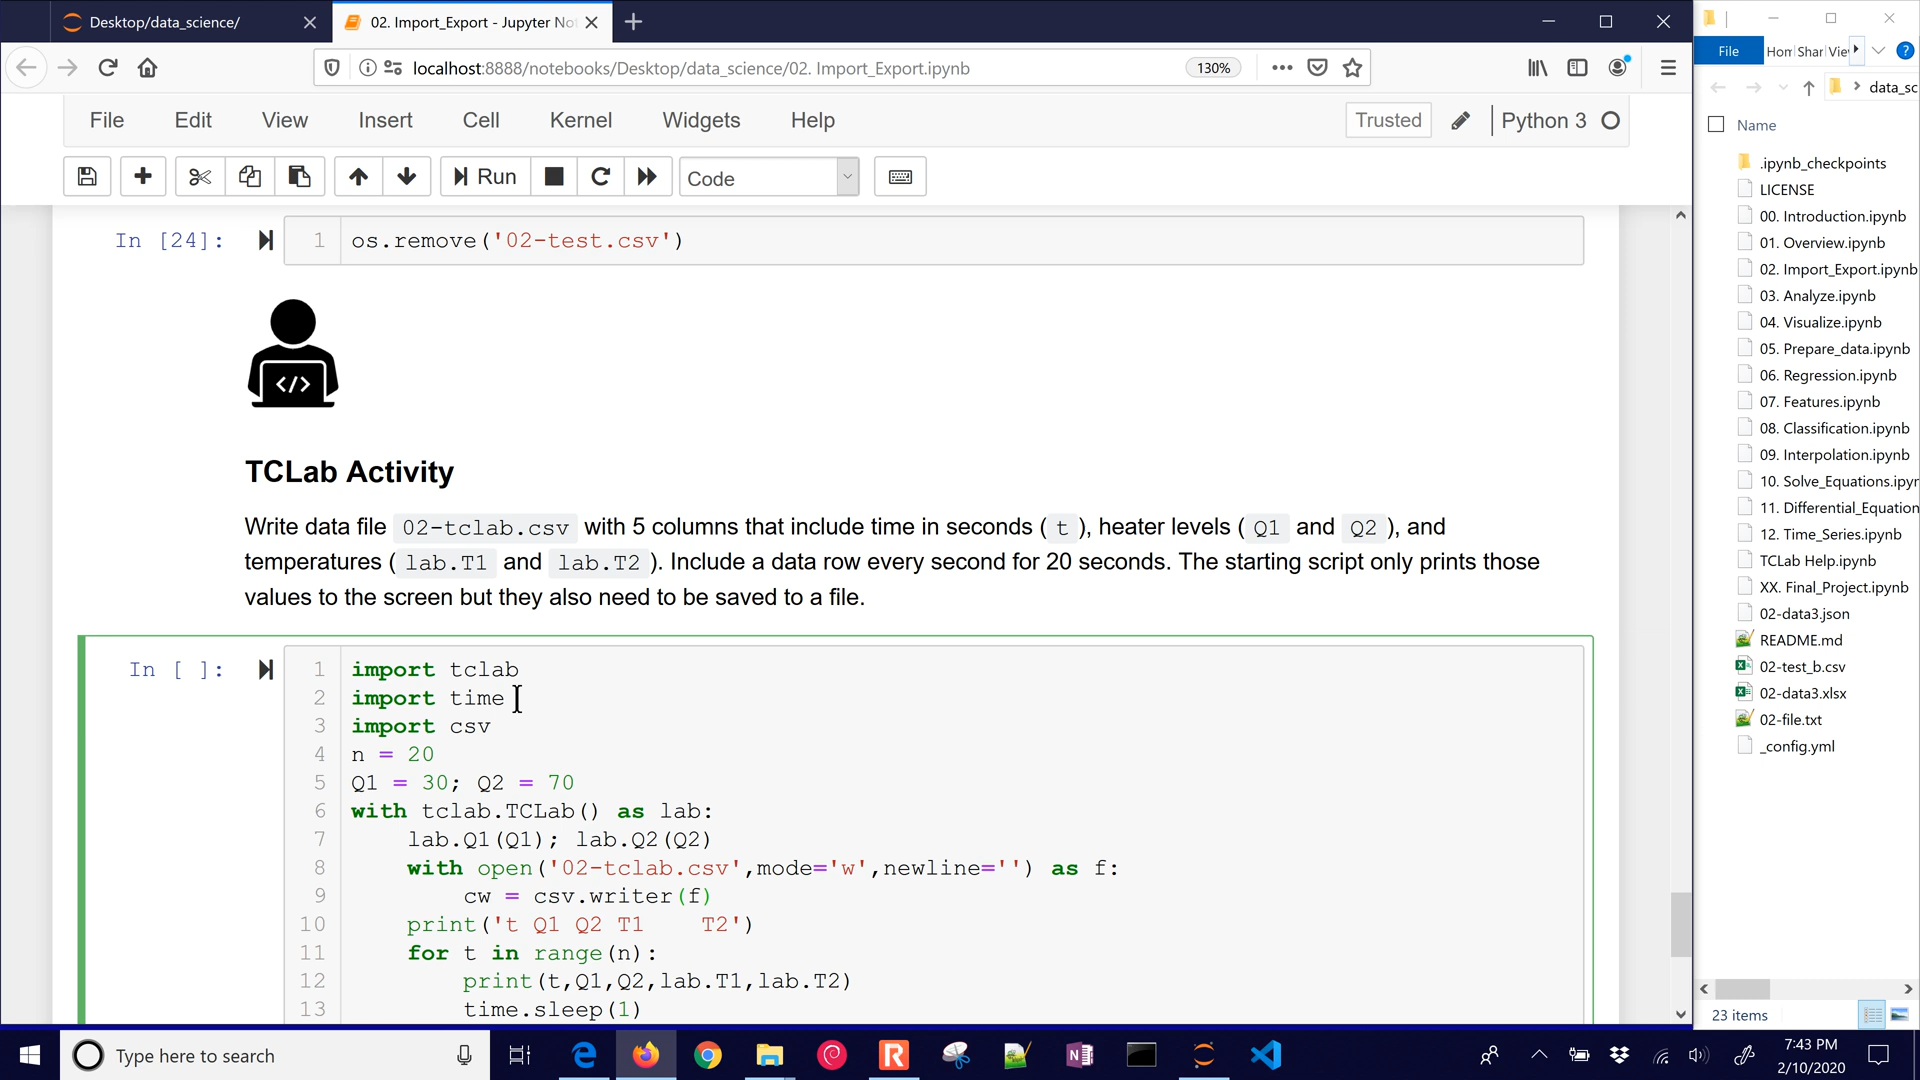 Desktop/data_science/
02. Import_Export - Jupyter No
localhost:8888/notebooks/Desktop/data_science/02. Import_Export.ipynb
130%
File Edit View Insert Cell Kernel Widgets Help
Trusted
Python 3
Run
Code
In [24]:
1 os.remove('02-test.csv')
</>
TCLab Activity
Write data file 02-tclab.csv with 5 columns that include time in seconds ( t ), heater levels ( Q1 and Q2 ), and
temperatures ( lab.T1 and lab.T2 ). Include a data row every second for 20 seconds. The starting script only prints those
values to the screen but they also need to be saved to a file.
In [ ]:
1 import tclab
2 import time
3 import csv
4 n = 20
5 Q1 = 30; Q2 = 70
6 with tclab.TCLab() as lab:
7 lab.Q1(Q1); lab.Q2(Q2)
8 with open('02-tclab.csv',mode='w',newline='') as f:
9 cw = csv.writer(f)
10 print('t Q1 Q2 T1    T2')
11 for t in range(n):
12 print(t,Q1,Q2,lab.T1,lab.T2)
13 time.sleep(1)
File Hom Shar Vie
data_sc
Name
.ipynb_checkpoints
LICENSE
00. Introduction.ipynb
01. Overview.ipynb
02. Import_Export.ipynb
03. Analyze.ipynb
04. Visualize.ipynb
05. Prepare_data.ipynb
06. Regression.ipynb
07. Features.ipynb
08. Classification.ipynb
09. Interpolation.ipynb
10. Solve_Equations.ipyn
11. Differential_Equation
12. Time_Series.ipynb
TCLab Help.ipynb
XX. Final_Project.ipynb
02-data3.json
README.md
02-test_b.csv
02-data3.xlsx
02-file.txt
_config.yml
23 items
Type here to search
7:43 PM
2/10/2020